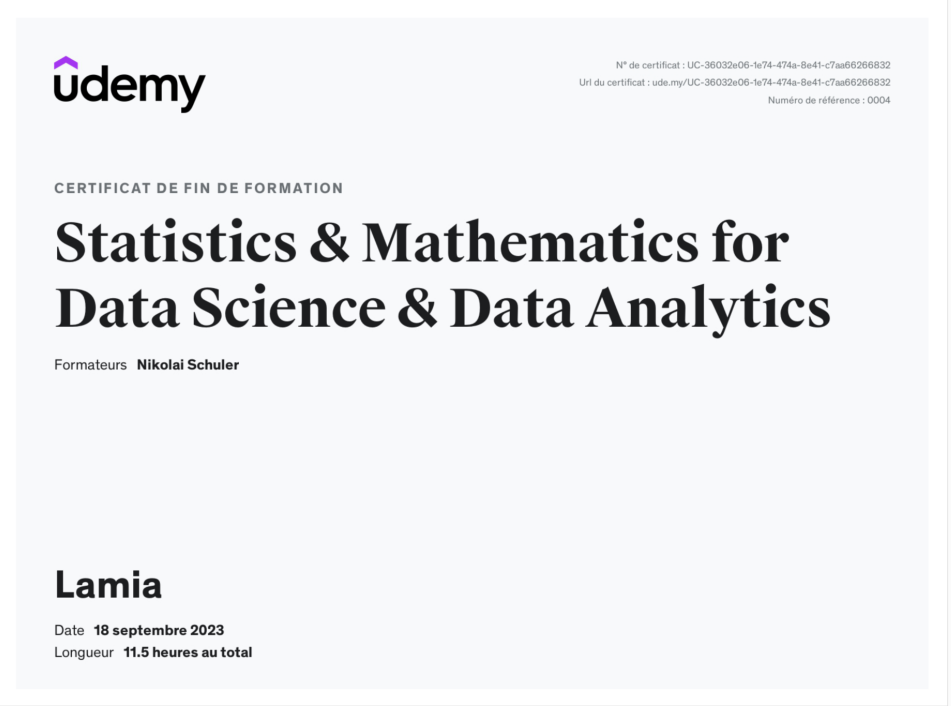 ûdemy
N° de certificat : UC-36032e06-1e74-474a-8e41-c7aa66266832
Url du certificat : ude.my/UC-36032e06-1e74-474a-8e41-c7aa66266832
Numéro de référence : 0004
CERTIFICAT DE FIN DE FORMATION
Statistics & Mathematics for
Data Science & Data Analytics
Formateurs Nikolai Schuler
Lamia
Date 18 septembre 2023
Longueur 11.5 heures au total